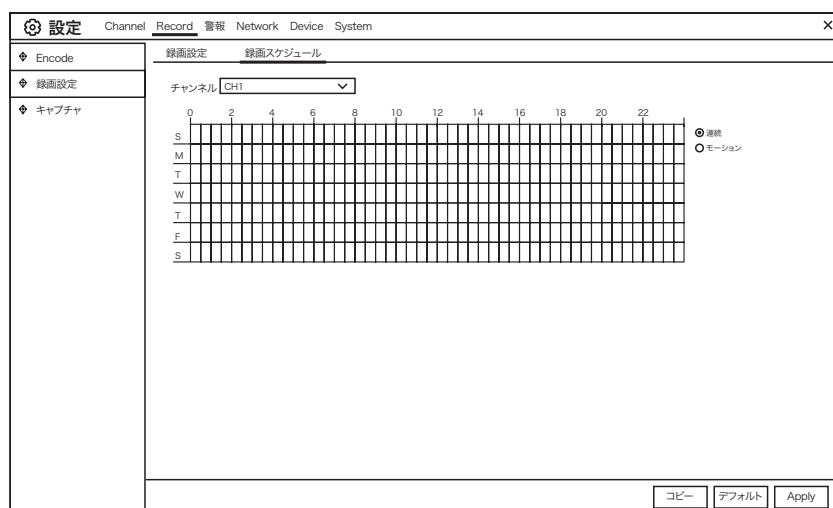 設定 Channel Record 警報 Network Device System ×
Encode
録画設定
キャプチャ
録画設定 録画スケジュール
チャンネル CH1
0 2 4 6 8 10 12 14 16 18 20 22
S
M
T
W
T
F
S
連続
モーション
コピー デフォルト Apply